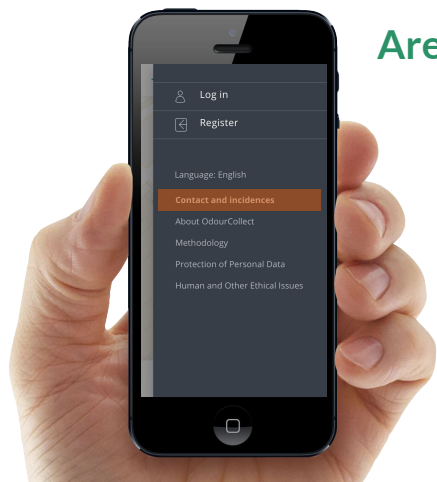 Are
Log in
Register
Language: English
Contact and incidences
About OdourCollect
Methodology
Protection of Personal Data
Human and Other Ethical Issues